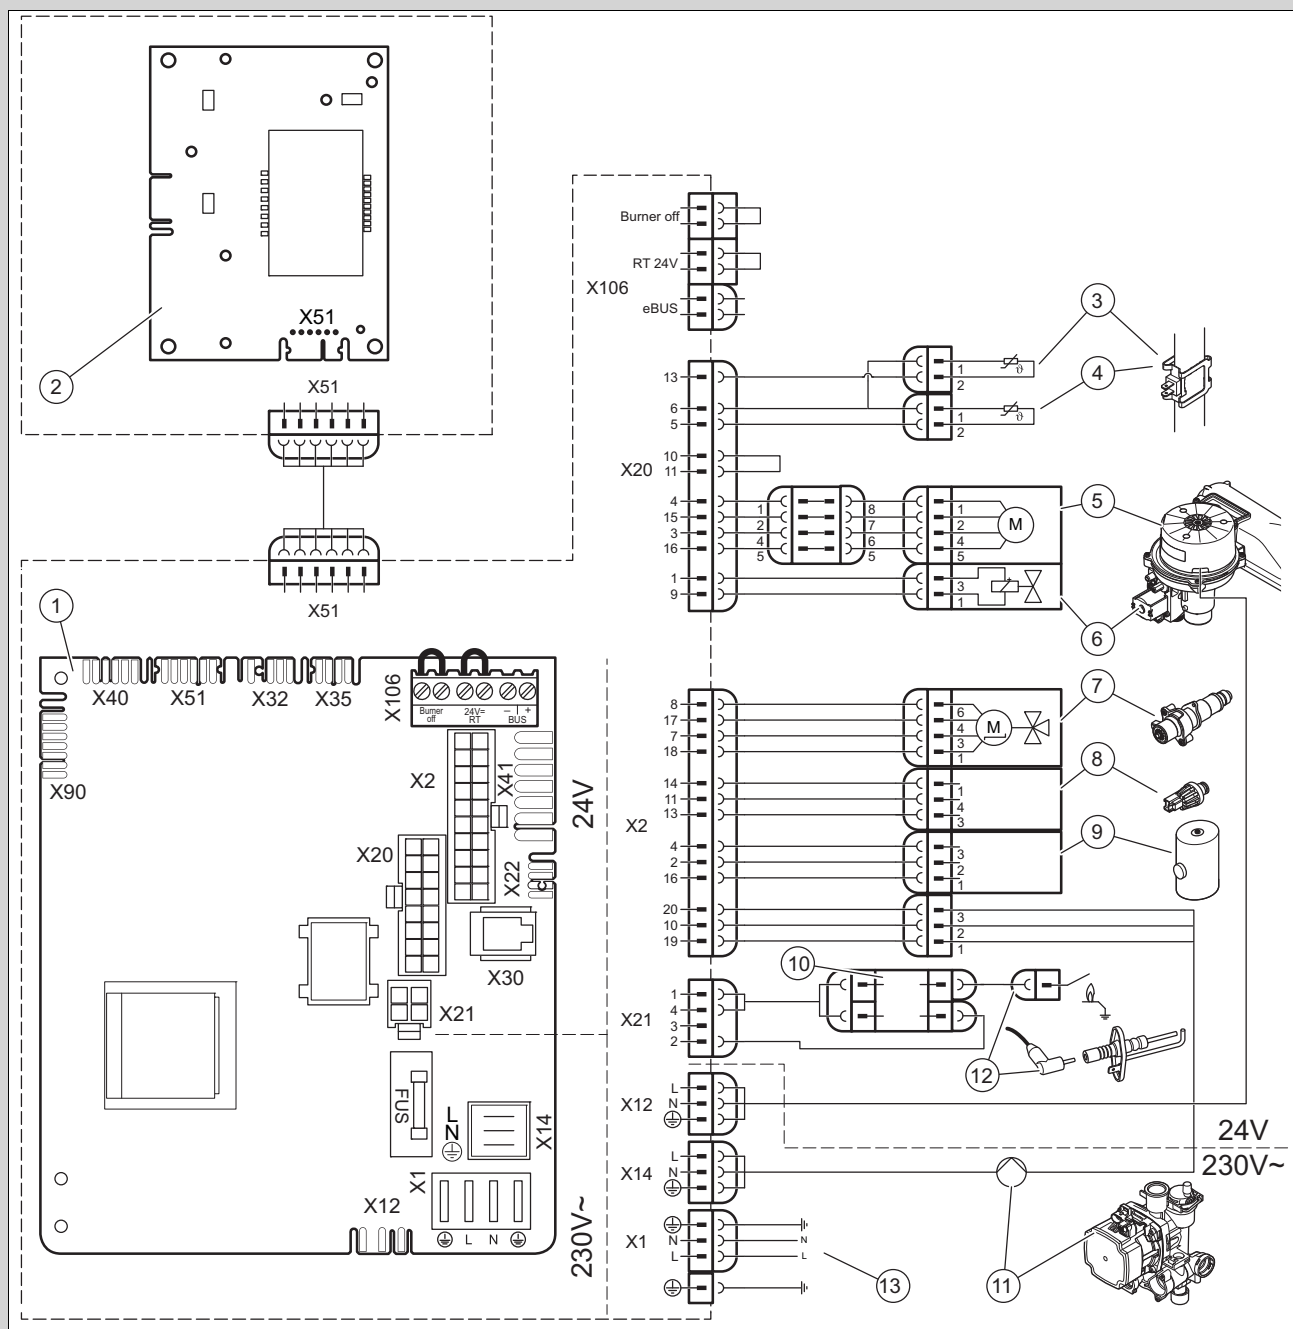 X51
2
X51
X51
1
X40 X51 X32 X35
X106
Burner off
24V= RT
– | + BUS
X90
X2
X41
X20
X22
C
X30
X21
FUS
L
N
X14
X1
L N
X12
24V
230V~
X106
Burner off
RT 24V
eBUS
X20
13
6
5
10
11
4
15
3
16
1
9
1
2
ϑ
3
1
2
ϑ
4
1
2
4
5
8
7
6
5
1
2
4
5
M
5
3
1
6
X2
8
17
7
18
6
4
3
1
M
7
14
11
13
1
4
3
8
4
2
16
3
2
1
9
20
10
19
3
2
1
X21
1
4
3
2
10
12
X12
L
N
24V
230V~
X14
L
N
X1
N
L
N
L
13
11